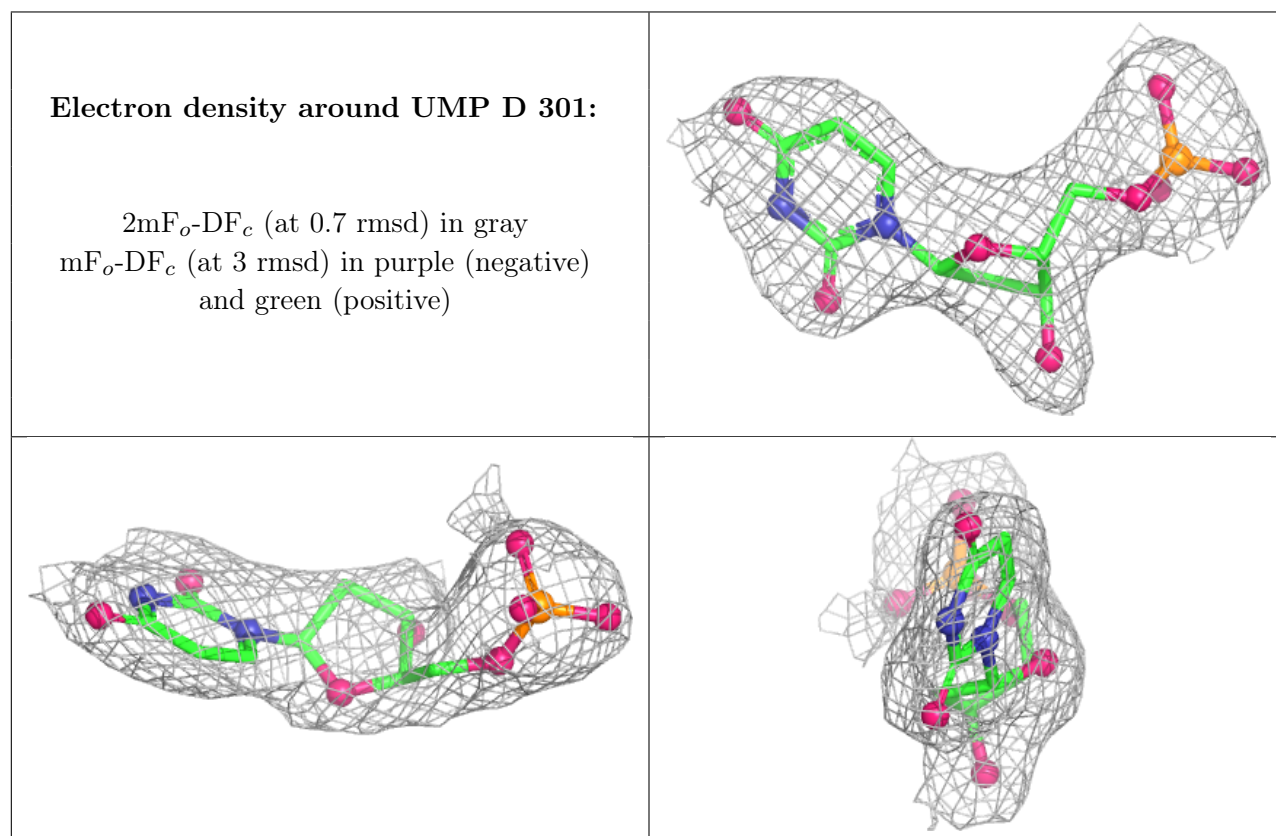 Electron density around UMP D 301:
2mFₒ-DF𝒸 (at 0.7 rmsd) in gray
mFₒ-DF𝒸 (at 3 rmsd) in purple (negative)
and green (positive)